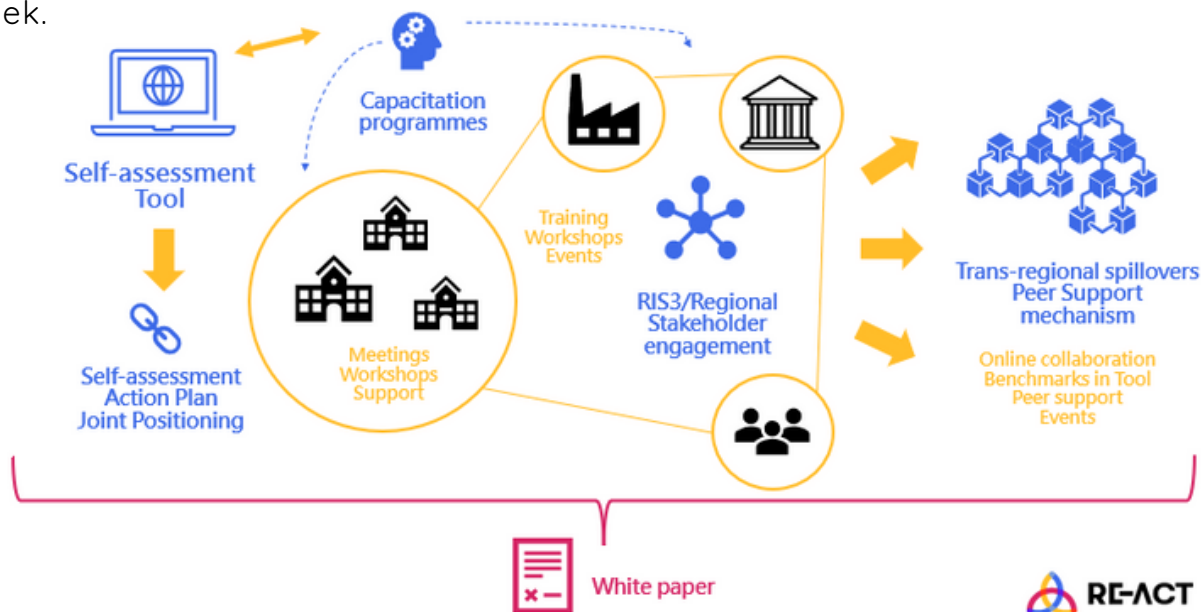 ek.
Capacitation
programmes
Self-assessment
Tool
Training
Workshops
Events
RIS3/Regional
Stakeholder
engagement
Meetings
Workshops
Support
Self-assessment
Action Plan
Joint Positioning
Trans-regional spillovers
Peer Support
mechanism
Online collaboration
Benchmarks in Tool
Peer support
Events
White paper
RE-ACT